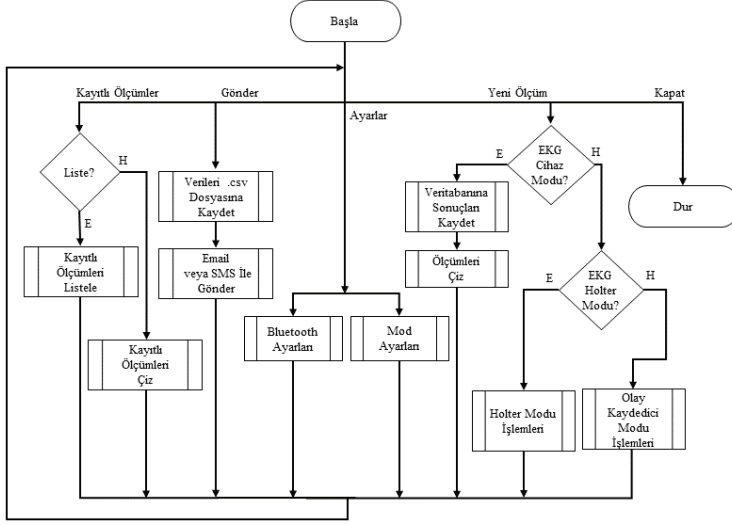 Başla
Kayıtlı Ölçümler
Gönder
Ayarlar
Yeni Ölçüm
Kapat
Liste?
H
E
Verileri .csv
Dosyasına
Kaydet
E
EKG
Cihaz
Modu?
H
Veritabanına
Sonuçları
Kaydet
Dur
Kayıtlı
Ölçümleri
Listele
Email
veya SMS İle
Gönder
Ölçümleri
Çiz
E
EKG
Holter
Modu?
H
Bluetooth
Ayarları
Mod
Ayarları
Kayıtlı
Ölçümleri
Çiz
Holter Modu
İşlemleri
Olay
Kaydedici
Modu
İşlemleri